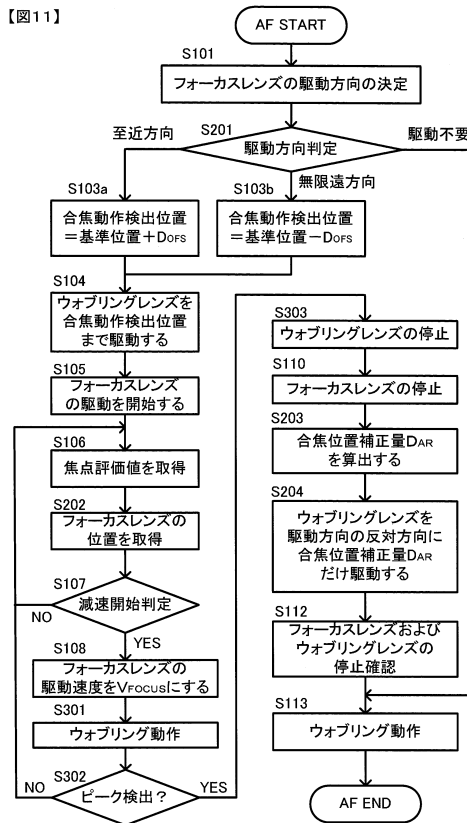 【図11】
AF START
S101
フォーカスレンズの駆動方向の決定
S201
駆動方向判定
至近方向
駆動不要
無限遠方向
S103a
合焦動作検出位置
=基準位置+DOFS
S103b
合焦動作検出位置
=基準位置-DOFS
S104
ウォブリングレンズを
合焦動作検出位置
まで駆動する
S105
フォーカスレンズ
の駆動を開始する
S106
焦点評価値を取得
S202
フォーカスレンズの
位置を取得
S107
減速開始判定
NO
YES
S108
フォーカスレンズの
駆動速度をVFOCUSにする
S301
ウォブリング動作
S302
ピーク検出?
NO
YES
S303
ウォブリングレンズの停止
S110
フォーカスレンズの停止
S203
合焦位置補正量DAR
を算出する
S204
ウォブリングレンズを
駆動方向の反対方向に
合焦位置補正量DAR
だけ駆動する
S112
フォーカスレンズおよび
ウォブリングレンズの
停止確認
S113
ウォブリング動作
AF END